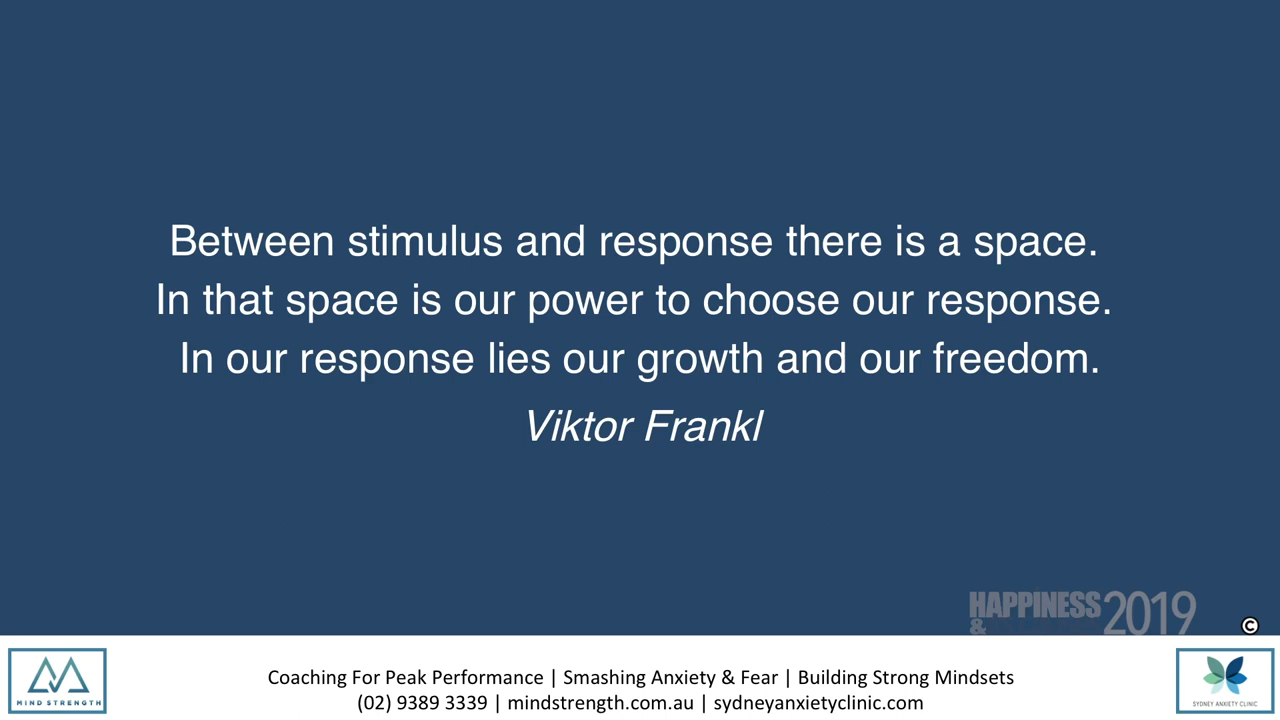 Between stimulus and response there is a space.
In that space is our power to choose our response.
In our response lies our growth and our freedom.
Viktor Frankl
HAPPINESS 2019
&
©
MIND STRENGTH
Coaching For Peak Performance | Smashing Anxiety & Fear | Building Strong Mindsets
(02) 9389 3339 | mindstrength.com.au | sydneyanxietyclinic.com
SYDNEY ANXIETY CLINIC